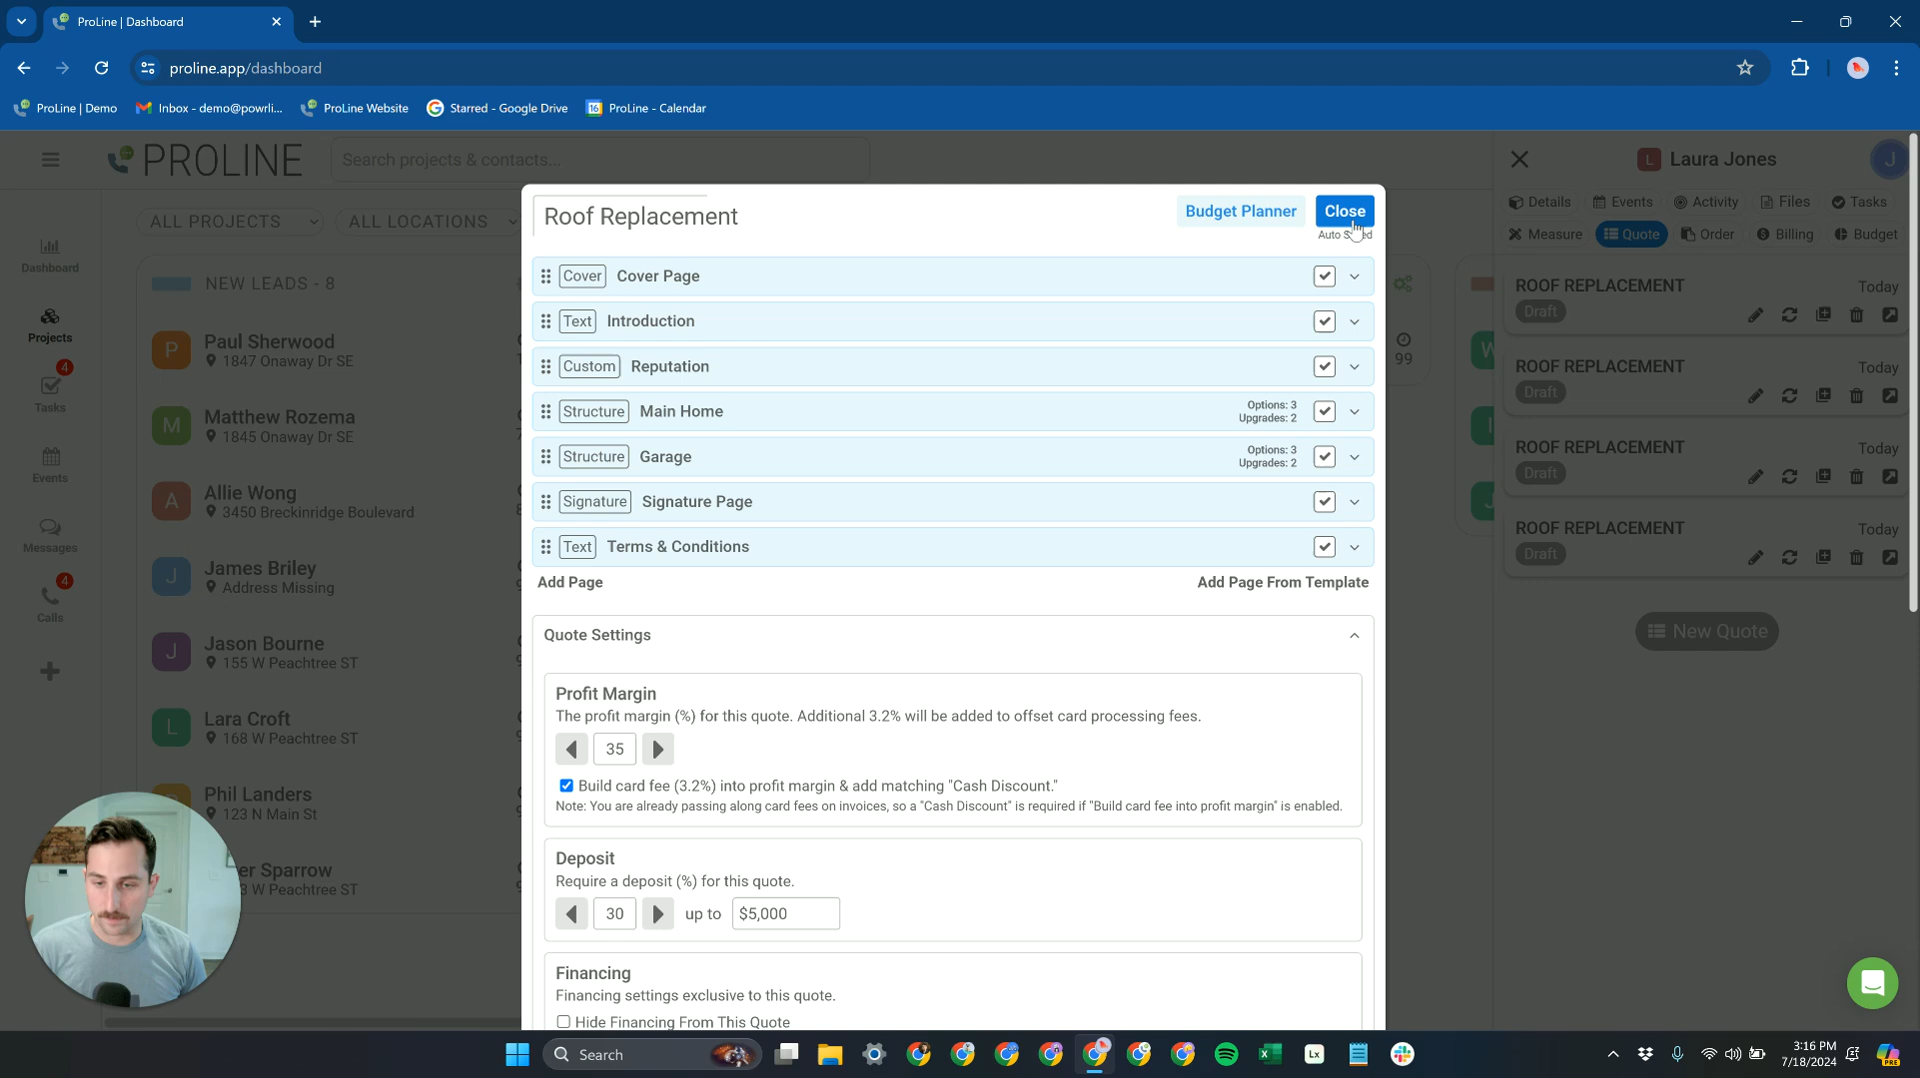 ProLine | Dashboard
proline.app/dashboard
ProLine | Demo
Inbox - demo@powrli...
ProLine Website
Starred - Google Drive
16
ProLine - Calendar
PROLINE
Search projects & contacts...
L
Laura Jones
J
Details
Events
Activity
Files
Tasks
Measure
Quote
Order
Billing
Budget
ALL PROJECTS
ALL LOCATIONS
Dashboard
Projects
4
Tasks
Events
Messages
4
Calls
NEW LEADS - 8
P
Paul Sherwood
1847 Onaway Dr SE
M
Matthew Rozema
1845 Onaway Dr SE
A
Allie Wong
3450 Breckinridge Boulevard
J
James Briley
Address Missing
J
Jason Bourne
155 W Peachtree ST
L
Lara Croft
168 W Peachtree ST
Phil Landers
123 N Main St
er Sparrow
3 W Peachtree ST
Roof Replacement
Budget Planner
Close
Cover
Cover Page
Text
Introduction
Custom
Reputation
Structure
Main Home
Options: 3
Upgrades: 2
Structure
Garage
Options: 3
Upgrades: 2
Signature
Signature Page
Text
Terms & Conditions
Add Page
Add Page From Template
Quote Settings
Profit Margin
The profit margin (%) for this quote. Additional 3.2% will be added to offset card processing fees.
35
Build card fee (3.2%) into profit margin & add matching "Cash Discount."
Note: You are already passing along card fees on invoices, so a "Cash Discount" is required if "Build card fee into profit margin" is enabled.
Deposit
Require a deposit (%) for this quote.
30
up to
$5,000
Financing
Financing settings exclusive to this quote.
Hide Financing From This Quote
99
ROOF REPLACEMENT
Today
Draft
ROOF REPLACEMENT
Today
Draft
ROOF REPLACEMENT
Today
Draft
ROOF REPLACEMENT
Today
Draft
New Quote
Search
Lx
3:16 PM
7/18/2024
PRE